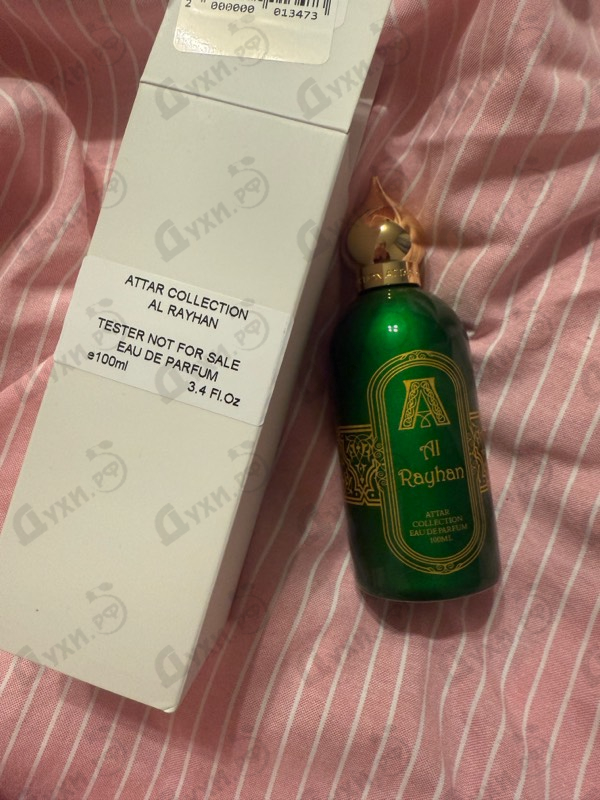 2 000000 013473
ATTAR COLLECTION
AL RAYHAN
TESTER NOT FOR SALE
EAU DE PARFUM
e100ml
3.4 Fl.Oz
A
Al
Rayhan
ATTAR
COLLECTION
EAU DE PARFUM
100ML
Духи.рф